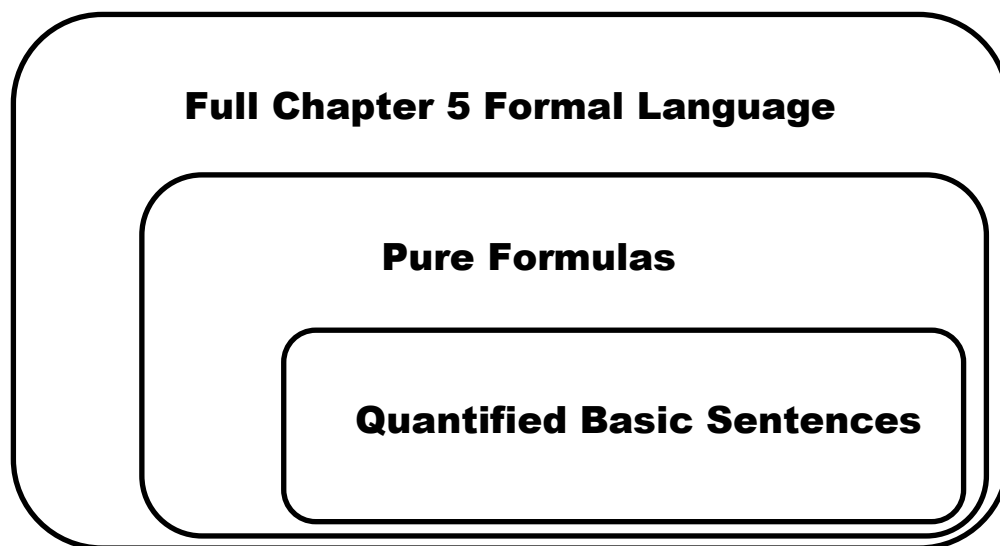 Full Chapter 5 Formal Language
Pure Formulas
Quantified Basic Sentences